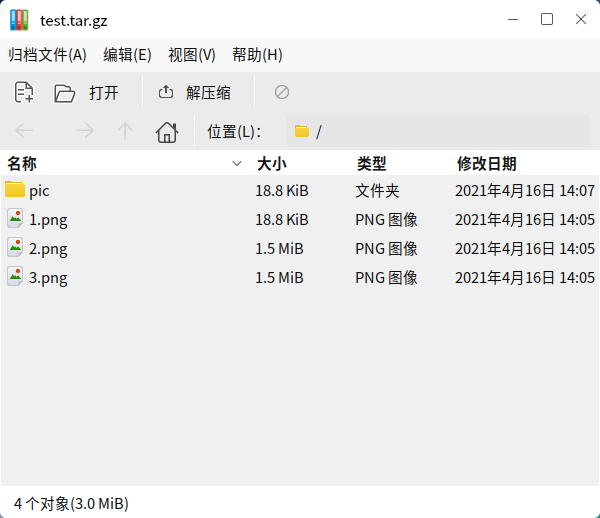 test.tar.gz
归档文件(A) 编辑(E) 视图(V) 帮助(H)
打开 解压缩
位置(L)： /
名称 大小 类型 修改日期
pic 18.8 KiB 文件夹 2021年4月16日 14:07
1.png 18.8 KiB PNG 图像 2021年4月16日 14:05
2.png 1.5 MiB PNG 图像 2021年4月16日 14:05
3.png 1.5 MiB PNG 图像 2021年4月16日 14:05
4 个对象(3.0 MiB)